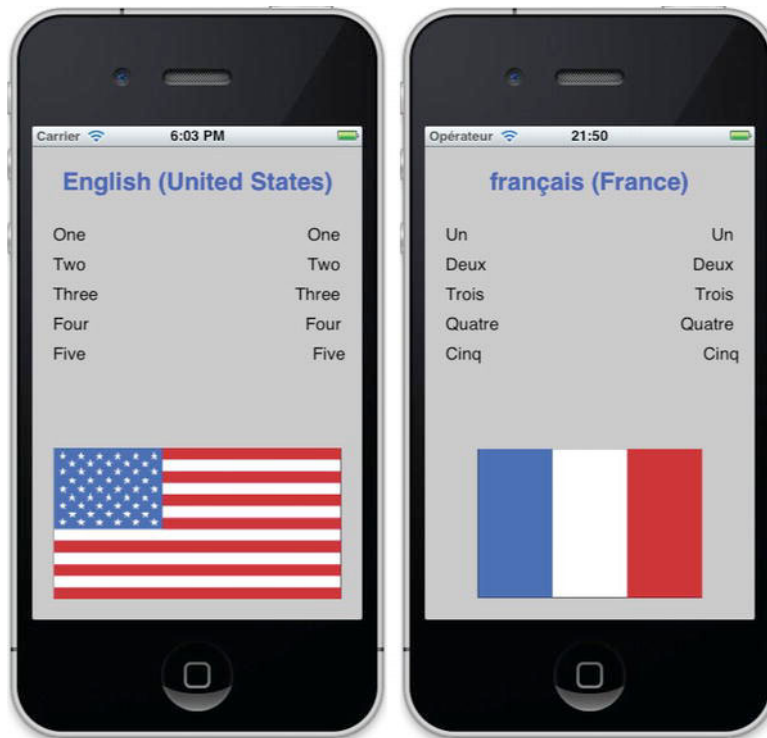 Carrier 6:03 PM
English (United States)
One One
Two Two
Three Three
Four Four
Five Five
Opérateur 21:50
français (France)
Un Un
Deux Deux
Trois Trois
Quatre Quatre
Cinq Cinq